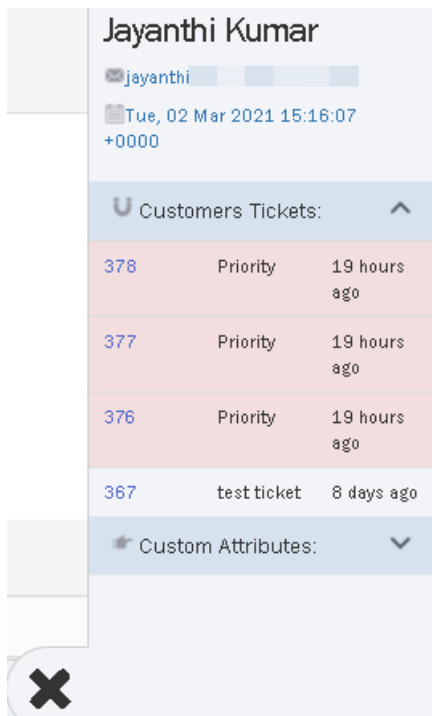 Jayanthi Kumar
jayanthi
Tue, 02 Mar 2021 15:16:07
+0000
Customers Tickets:
378 Priority 19 hours
ago
377 Priority 19 hours
ago
376 Priority 19 hours
ago
367 test ticket 8 days ago
Custom Attributes: